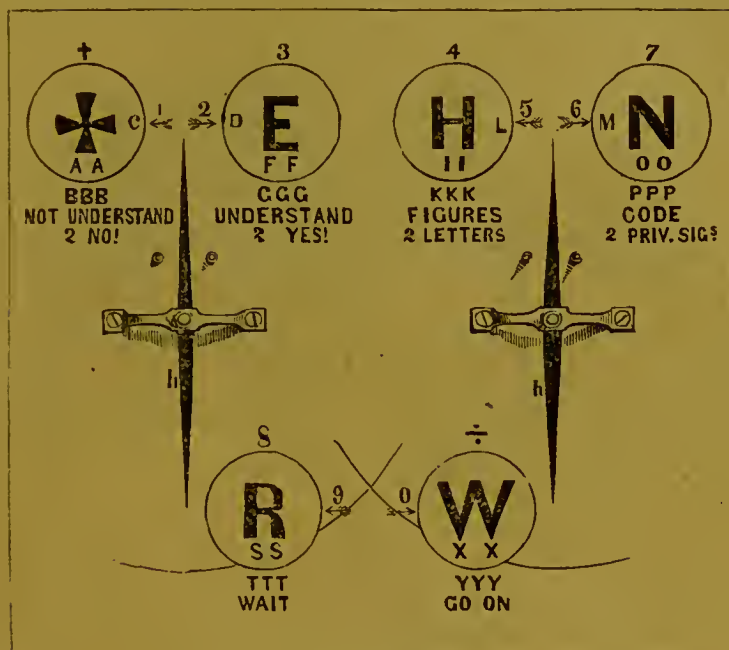 + 3 4 7
C 1 2 D E L 5 6 M N
H
A A F F I I O O
BBB GGG KKK PPP
NOT UNDERSTAND UNDERSTAND FIGURES CODE
2 NO! 2 YES! 2 LETTERS 2 PRIV. SIGS
h h
÷
R 9 0 W
S S X X
TTT YYY
WAIT GO ON